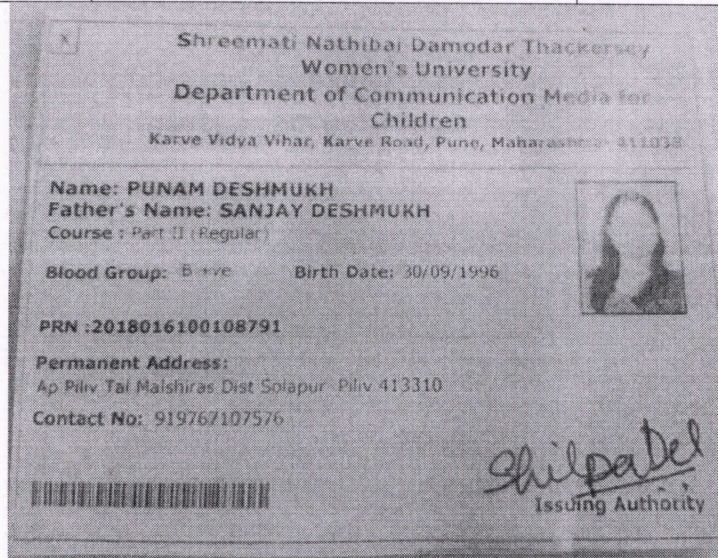 x
Shreemati Nathibai Damodar Thackersey
Women's University
Department of Communication Media for
Children
Karve Vidya Vihar, Karve Road, Pune, Maharashtra- 411038
Name: PUNAM DESHMUKH
Father's Name: SANJAY DESHMUKH
Course : Part II (Regular)
Blood Group: B +ve Birth Date: 30/09/1996
PRN :2018016100108791
Permanent Address:
Ap Piliv Tal Malshiras Dist Solapur Piliv 413310
Contact No: 919767107576
Issuing Authority